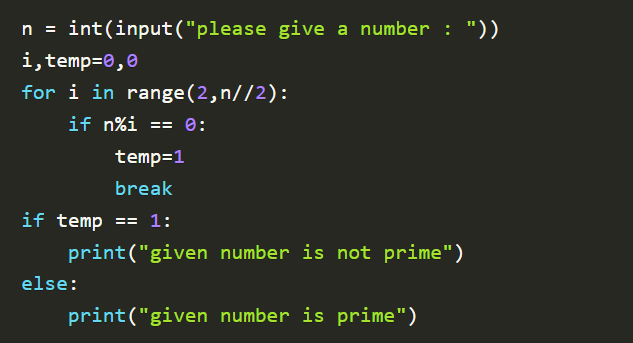 n = int(input("please give a number : "))
i,temp=0,0
for i in range(2,n//2):
    if n%i == 0:
        temp=1
        break
if temp == 1:
    print("given number is not prime")
else:
    print("given number is prime")